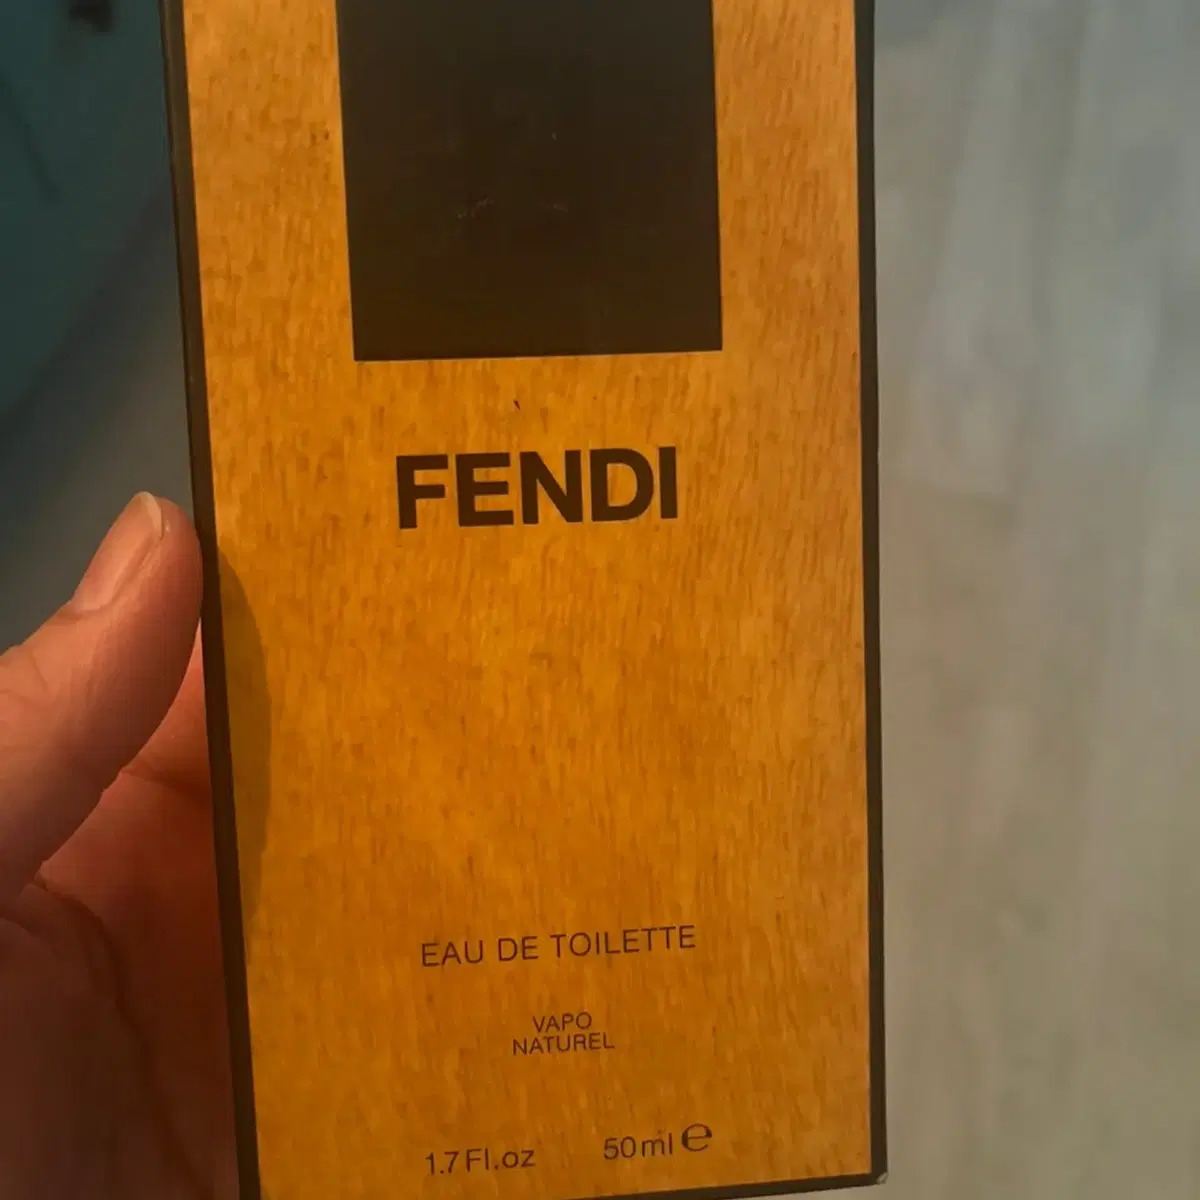 FENDI
EAU DE TOILETTE
VAPO
NATUREL
1.7 Fl.oz 50ml e